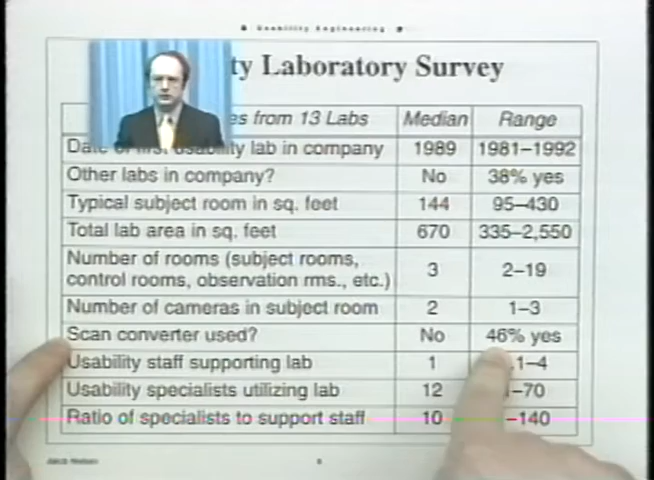 Usability Engineering
ty Laboratory Survey
es from 13 Labs Median Range
Date of first usability lab in company 1989 1981–1992
Other labs in company? No 38% yes
Typical subject room in sq. feet 144 95–430
Total lab area in sq. feet 670 335–2,550
Number of rooms (subject rooms,
control rooms, observation rms., etc.) 3 2–19
Number of cameras in subject room 2 1–3
Scan converter used? No 46% yes
Usability staff supporting lab 1 .1–4
Usability specialists utilizing lab 12 –70
Ratio of specialists to support staff 10 –140
Jakob Nielsen